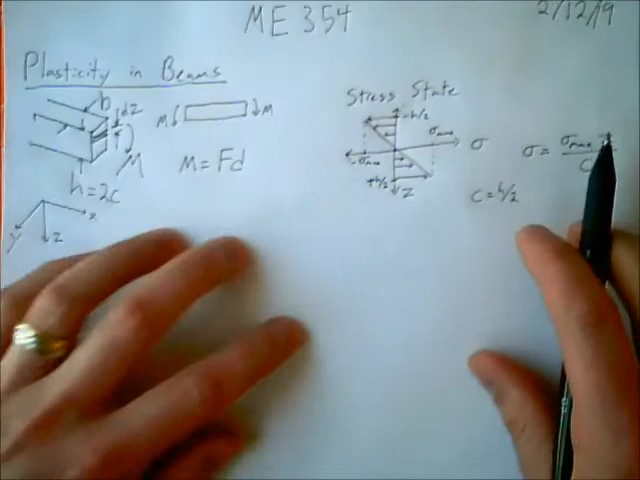 ME 354
2/12/19
Plasticity in Beams
b
dz
M
h=2c
x
y
z
M M
M = Fd
Stress State
-h/2
σmax
σ
-σmax
+h/2
z
c = h/2
σ = σmax
c